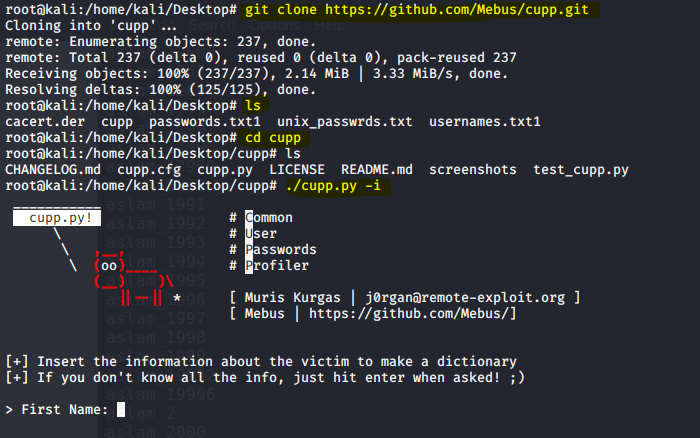 root@kali:/home/kali/Desktop# git clone https://github.com/Mebus/cupp.git
Cloning into 'cupp'...
remote: Enumerating objects: 237, done.
remote: Total 237 (delta 0), reused 0 (delta 0), pack-reused 237
Receiving objects: 100% (237/237), 2.14 MiB | 3.33 MiB/s, done.
Resolving deltas: 100% (125/125), done.
root@kali:/home/kali/Desktop# ls
cacert.der  cupp  passwords.txt1  unix_passwrds.txt  usernames.txt1
root@kali:/home/kali/Desktop# cd cupp
root@kali:/home/kali/Desktop/cupp# ls
CHANGELOG.md  cupp.cfg  cupp.py  LICENSE  README.md  screenshots  test_cupp.py
root@kali:/home/kali/Desktop/cupp# ./cupp.py -i
 ___________
   cupp.py!                 # Common
      \                     # User
       \   ,__,             # Passwords
        \  (oo)____         # Profiler
           (__)    )\
              ||--|| *      [ Muris Kurgas | j0rgan@remote-exploit.org ]
                            [ Mebus | https://github.com/Mebus/]
[+] Insert the information about the victim to make a dictionary
[+] If you don't know all the info, just hit enter when asked! ;)
> First Name: